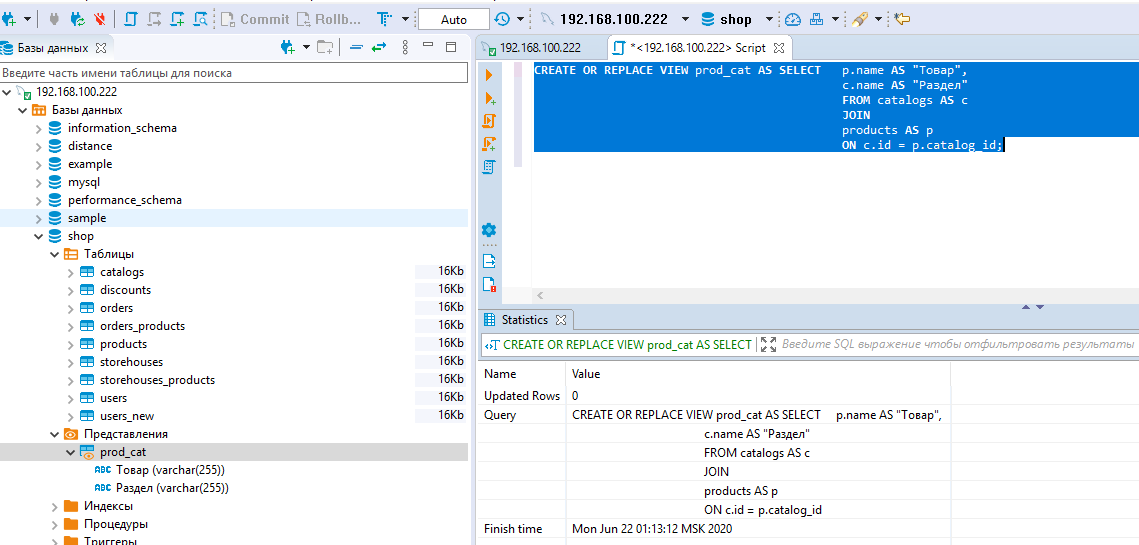 Commit Rollb... T Auto 192.168.100.222 shop
Базы данных
Введите часть имени таблицы для поиска
192.168.100.222
Базы данных
information_schema
distance
example
mysql
performance_schema
sample
shop
Таблицы
catalogs 16Kb
discounts 16Kb
orders 16Kb
orders_products 16Kb
products 16Kb
storehouses 16Kb
storehouses_products 16Kb
users 16Kb
users_new 16Kb
Представления
prod_cat
ABC Товар (varchar(255))
ABC Раздел (varchar(255))
Индексы
Процедуры
Триггеры
192.168.100.222 *<192.168.100.222> Script
CREATE OR REPLACE VIEW prod_cat AS SELECT p.name AS "Товар",
c.name AS "Раздел"
FROM catalogs AS c
JOIN
products AS p
ON c.id = p.catalog_id;
Statistics
T CREATE OR REPLACE VIEW prod_cat AS SELECT Введите SQL выражение чтобы отфильтровать результаты
Name Value
Updated Rows 0
Query CREATE OR REPLACE VIEW prod_cat AS SELECT p.name AS "Товар",
c.name AS "Раздел"
FROM catalogs AS c
JOIN
products AS p
ON c.id = p.catalog_id
Finish time Mon Jun 22 01:13:12 MSK 2020